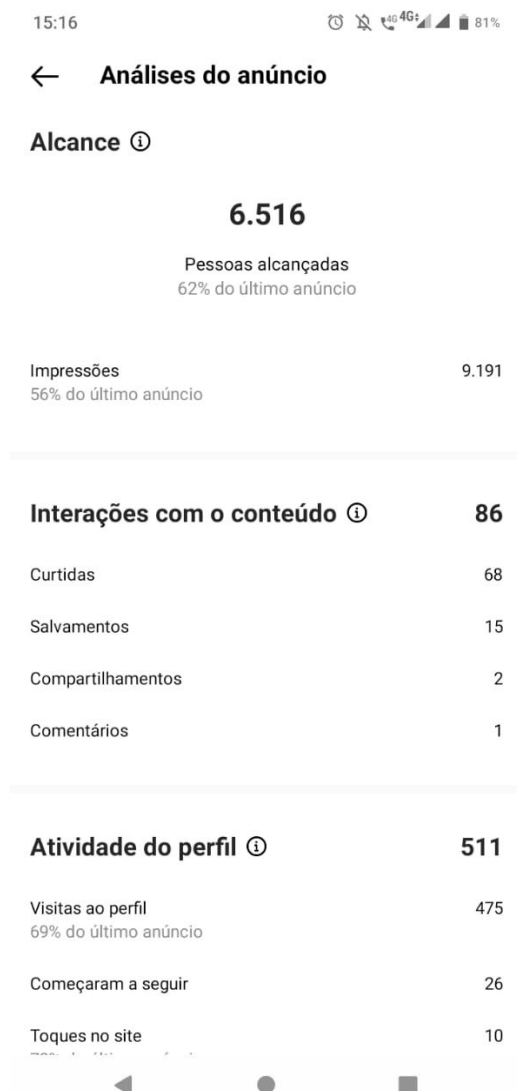 15:16
4G 4G 81%
Análises do anúncio
Alcance
6.516
Pessoas alcançadas
62% do último anúncio
Impressões 9.191
56% do último anúncio
Interações com o conteúdo 86
Curtidas 68
Salvamentos 15
Compartilhamentos 2
Comentários 1
Atividade do perfil 511
Visitas ao perfil 475
69% do último anúncio
Começaram a seguir 26
Toques no site 10